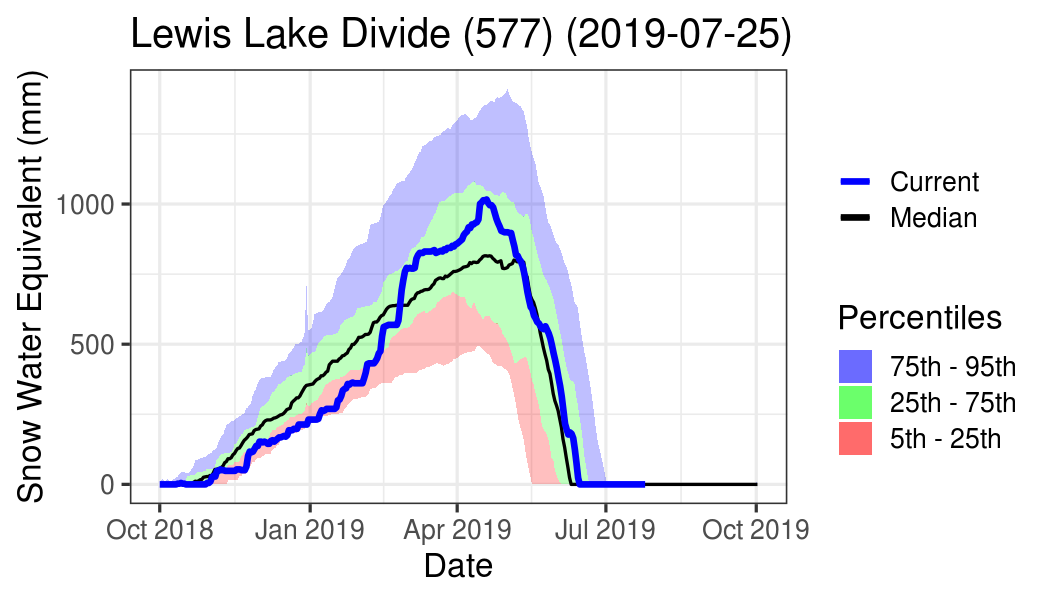 Lewis Lake Divide (577) (2019-07-25)
Snow Water Equivalent (mm)
1000
500
0
Oct 2018
Jan 2019
Apr 2019
Jul 2019
Oct 2019
Date
Current
Median
Percentiles
75th - 95th
25th - 75th
5th - 25th